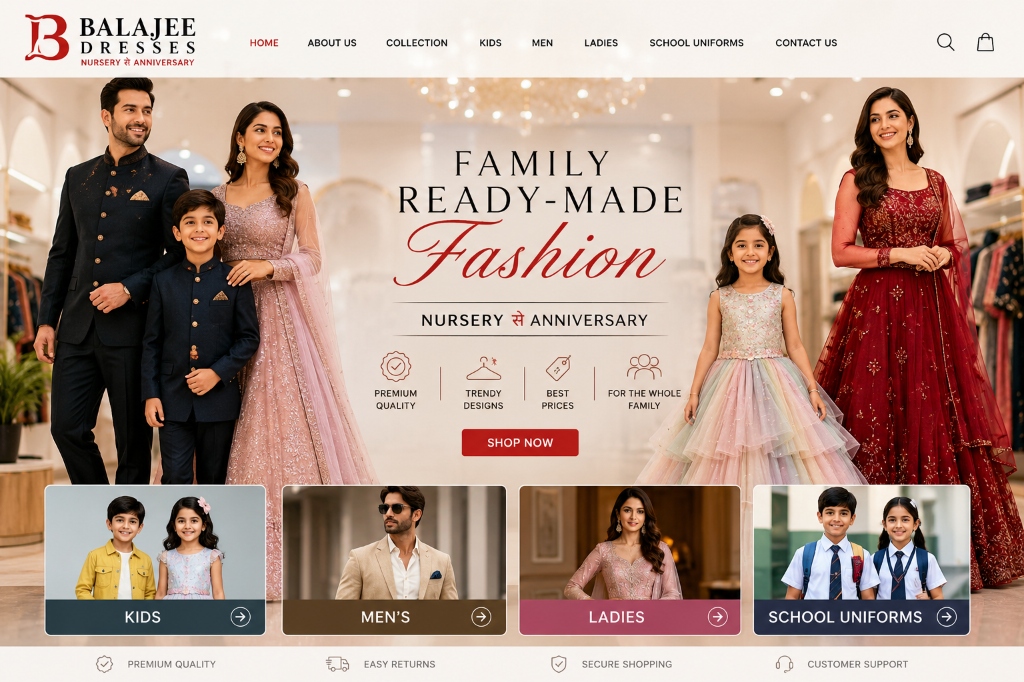 B BALAJEE
DRESSES
NURSERY से ANNIVERSARY
HOME ABOUT US COLLECTION KIDS MEN LADIES SCHOOL UNIFORMS CONTACT US
FAMILY
READY-MADE
Fashion
NURSERY से ANNIVERSARY
PREMIUM
QUALITY
TRENDY
DESIGNS
BEST
PRICES
FOR THE WHOLE
FAMILY
SHOP NOW
KIDS
MEN'S
LADIES
SCHOOL UNIFORMS
PREMIUM QUALITY
EASY RETURNS
SECURE SHOPPING
CUSTOMER SUPPORT